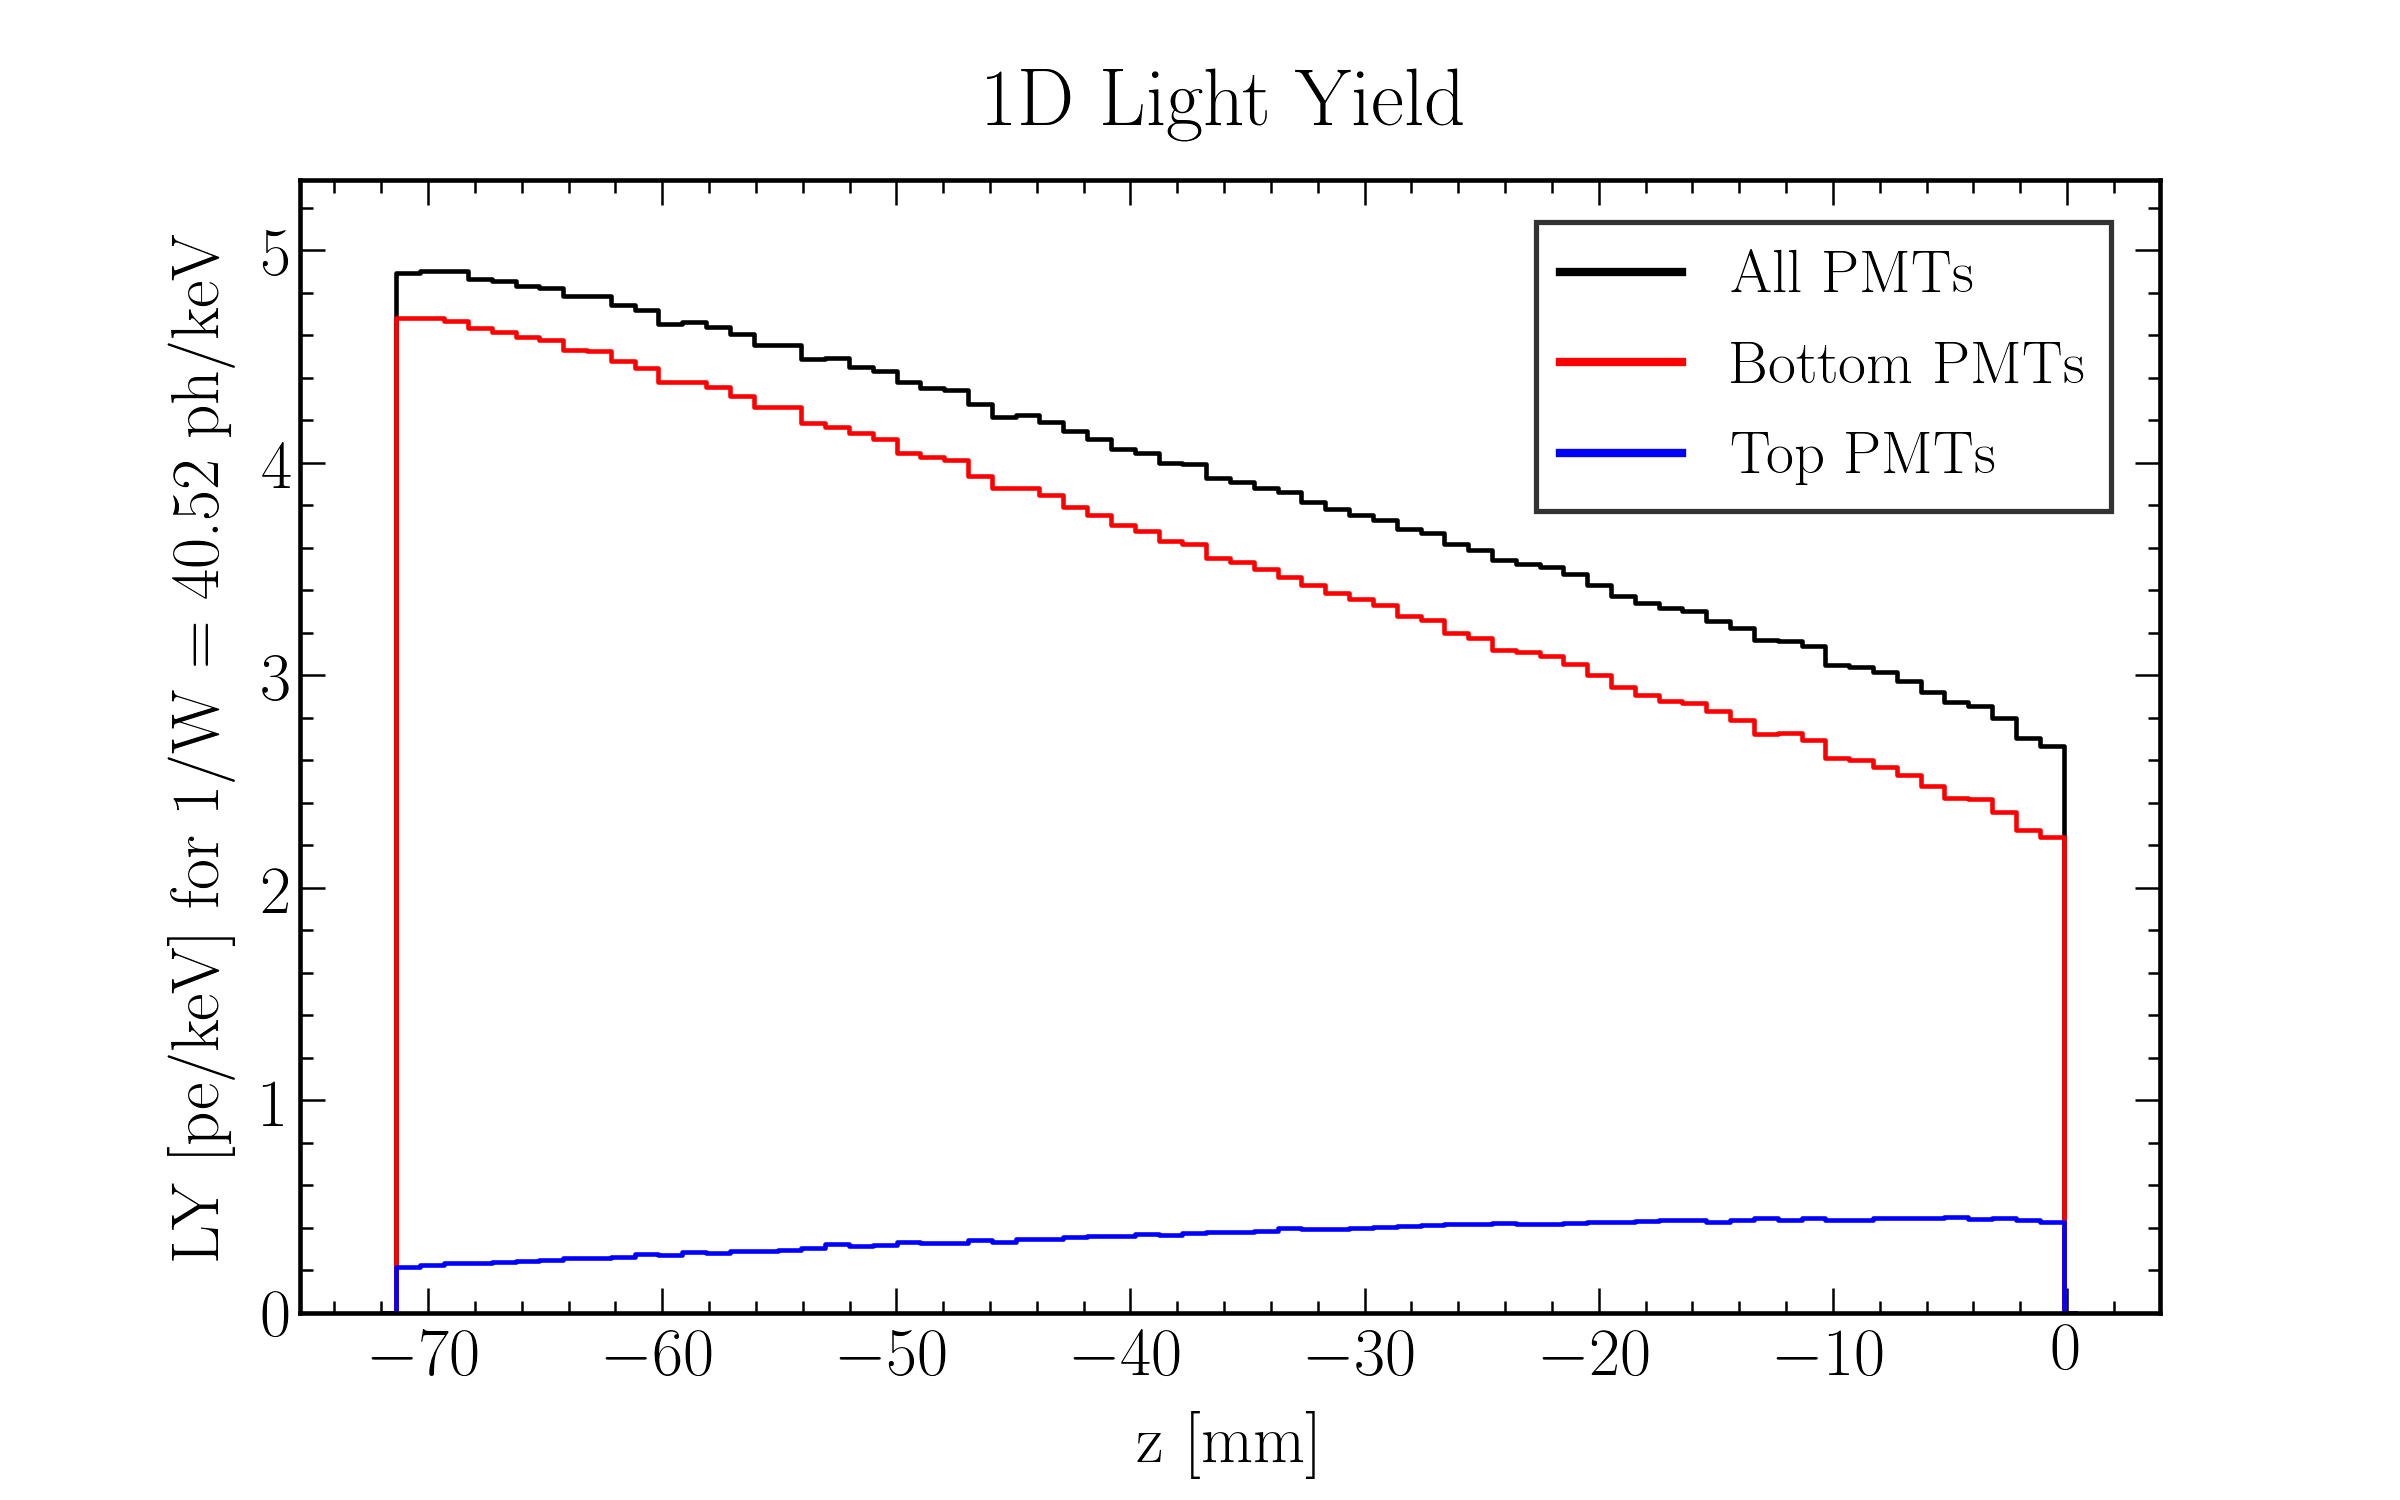 1D Light Yield
LY [pe/keV] for 1/W = 40.52 ph/keV
5
4
3
2
1
0
All PMTs
Bottom PMTs
Top PMTs
−70 −60 −50 −40 −30 −20 −10 0
z [mm]